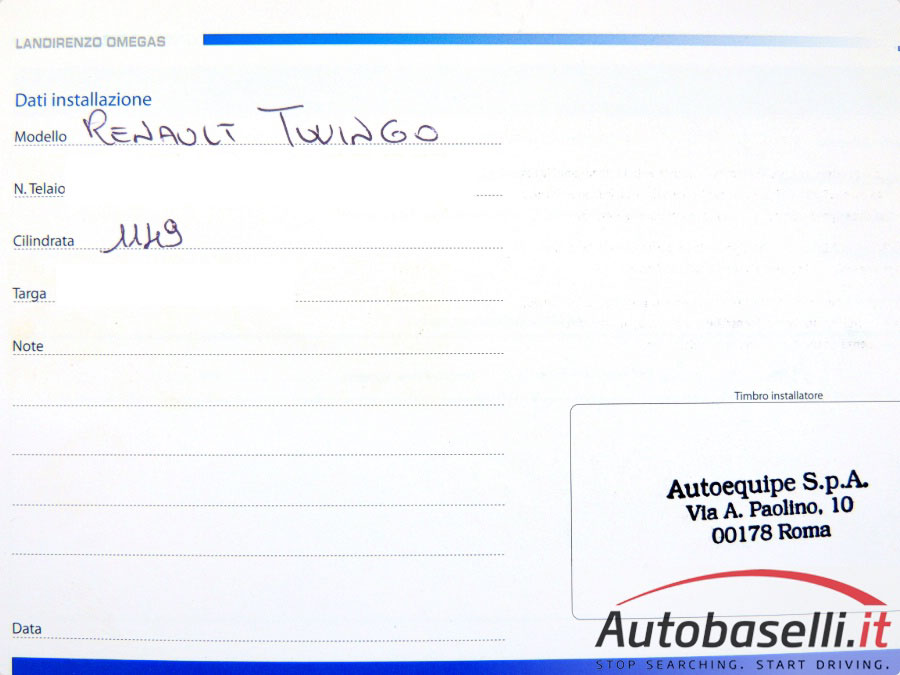 LANDIRENZO OMEGAS
Dati installazione
Modello RENAULT TWINGO
N. Telaio
Cilindrata 1149
Targa
Note
Timbro installatore
Autoequipe S.p.A.
Via A. Paolino, 10
00178 Roma
Data
Autobaselli.it
STOP SEARCHING. START DRIVING.